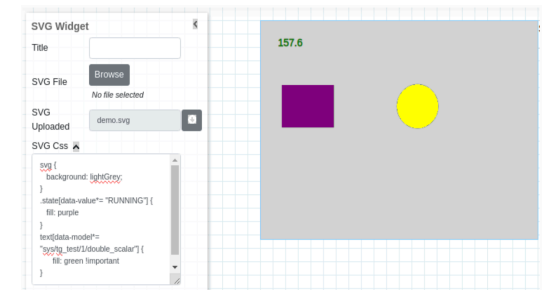 SVG Widget
Title
SVG File
Browse
No file selected
SVG
Uploaded
demo.svg
SVG Css
svg {
background: lightGrey;
}
.state[data-value*= "RUNNING"] {
fill: purple
}
text[data-model*=
"sys/tg_test/1/double_scalar"] {
fill: green !important
}
157.6